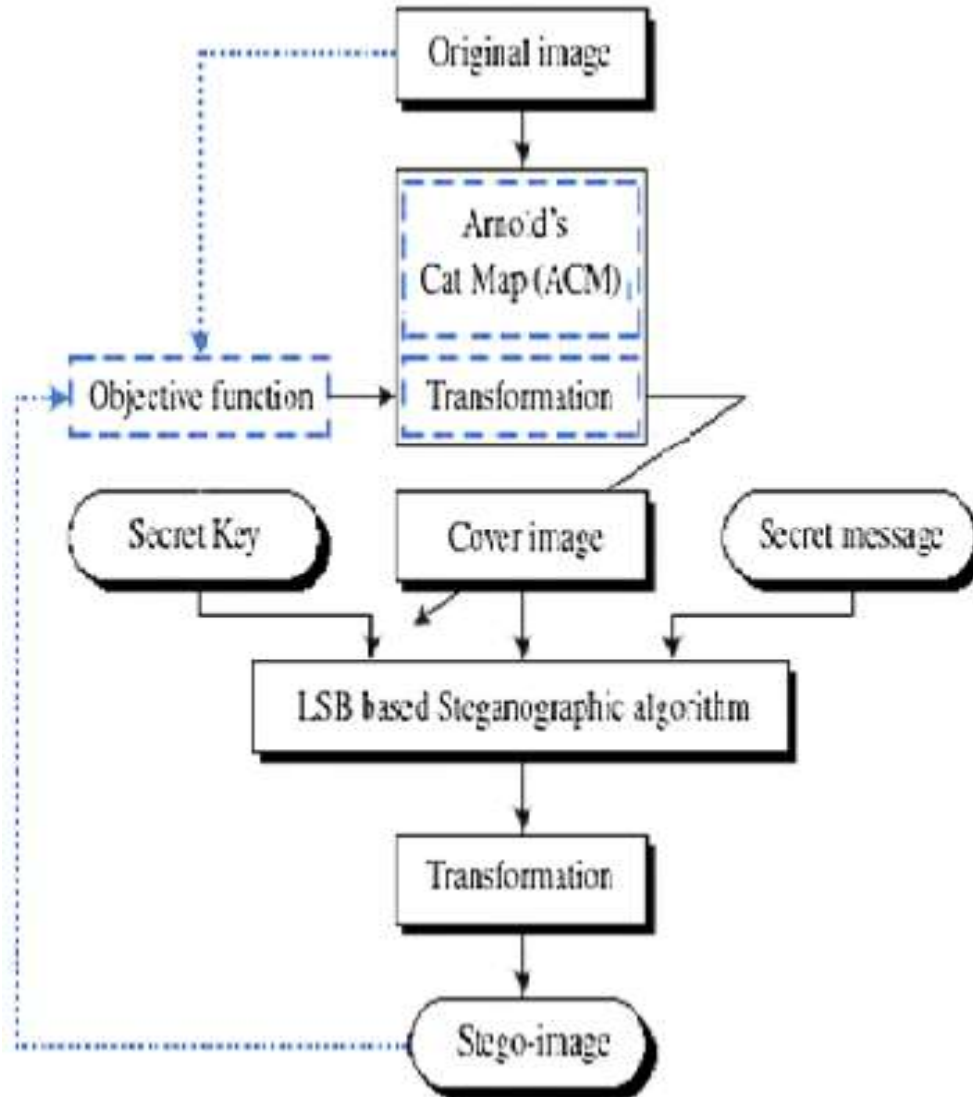 Original image
Arnold's
Cat Map (ACM)
Objective function
Transformation
Secret Key
Cover image
Secret message
LSB based Steganographic algorithm
Transformation
Stego-image